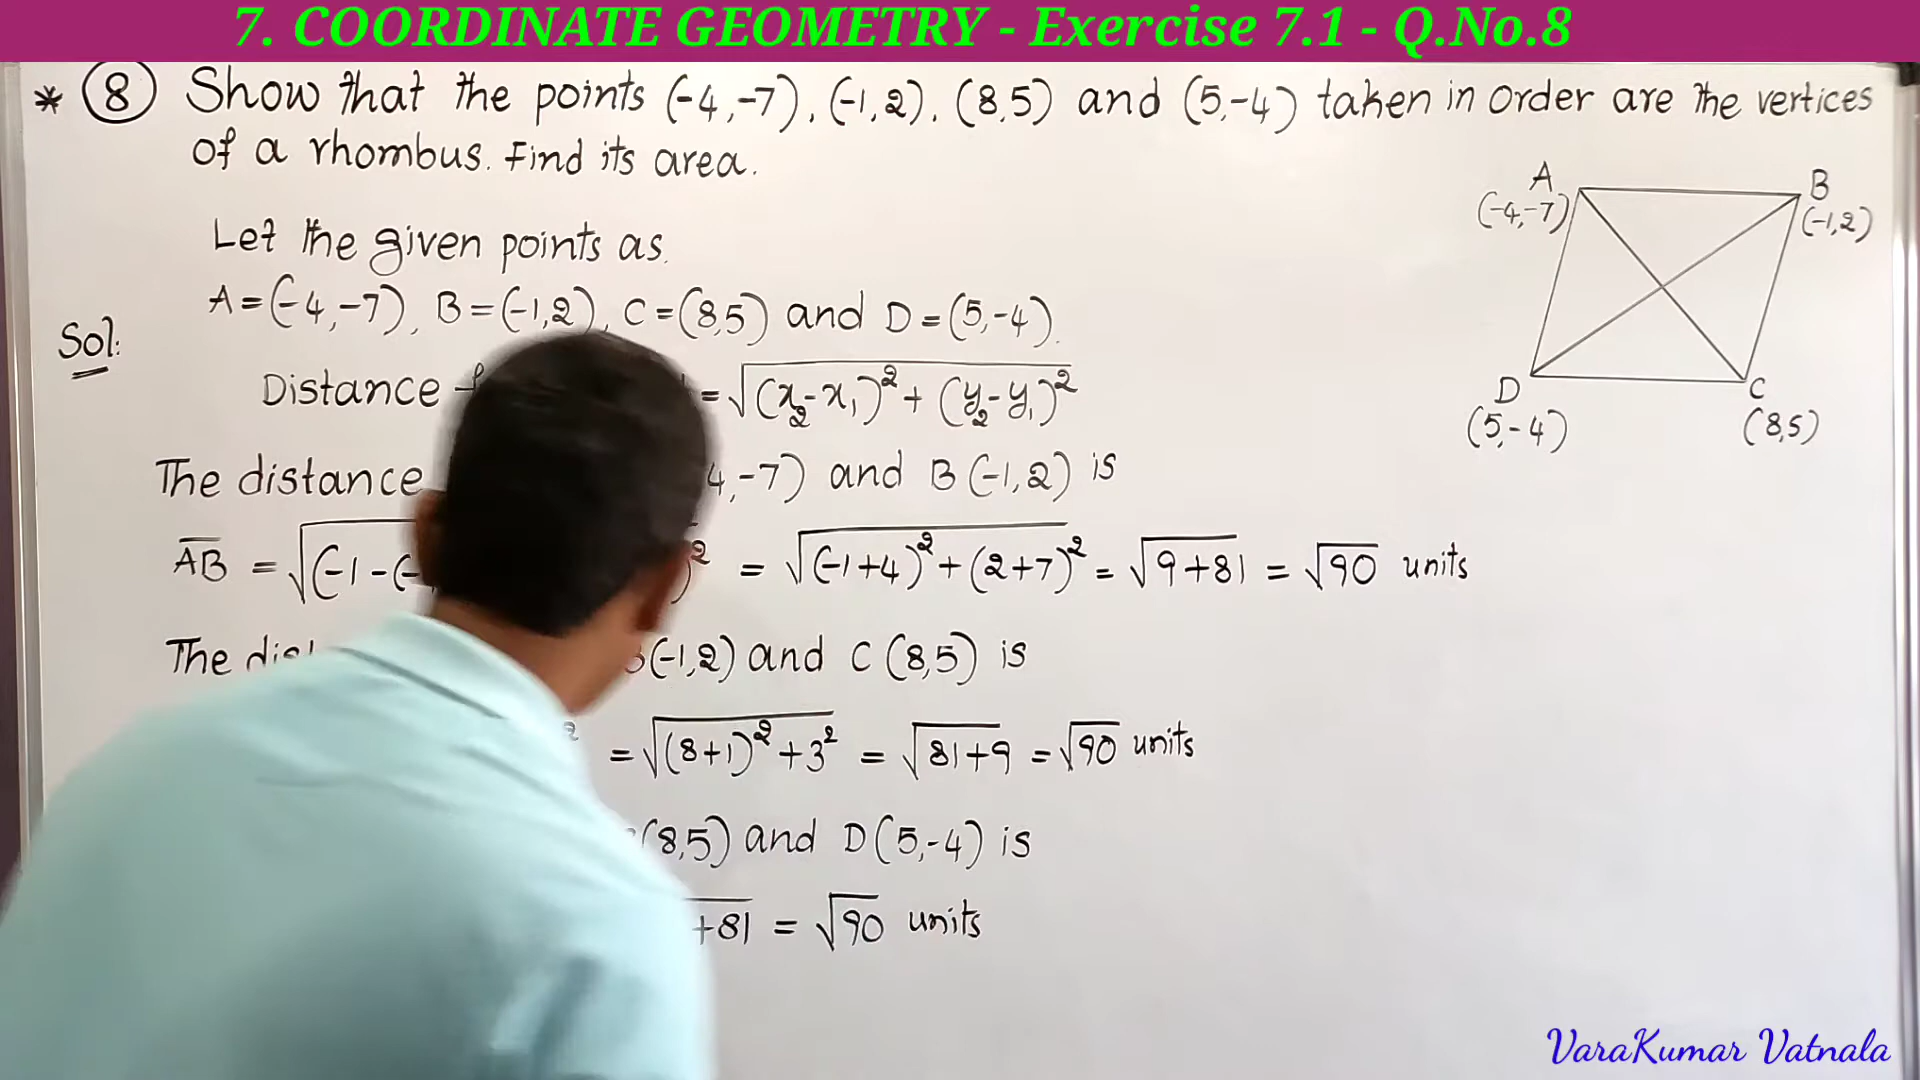 7. COORDINATE GEOMETRY - Exercise 7.1 - Q.No.8
* 8 Show that the points (-4,-7), (-1,2), (8,5) and (5,-4) taken in order are the vertices
of a rhombus. Find its area.
A
(-4,-7)
B
(-1,2)
D
(5,-4)
C
(8,5)
Let the given points as.
A=(-4,-7), B=(-1,2), C=(8,5) and D=(5,-4).
Sol:
Distance = √(x₂-x₁)²+(y₂-y₁)²
The distance 4,-7) and B(-1,2) is
AB = √(-1-(- )² = √(-1+4)²+(2+7)² = √9+81 = √90 units
The (-1,2) and C(8,5) is
= √(8+1)²+3² = √81+9 = √90 units
(8,5) and D(5,-4) is
+81 = √90 units
VaraKumar Vatnala